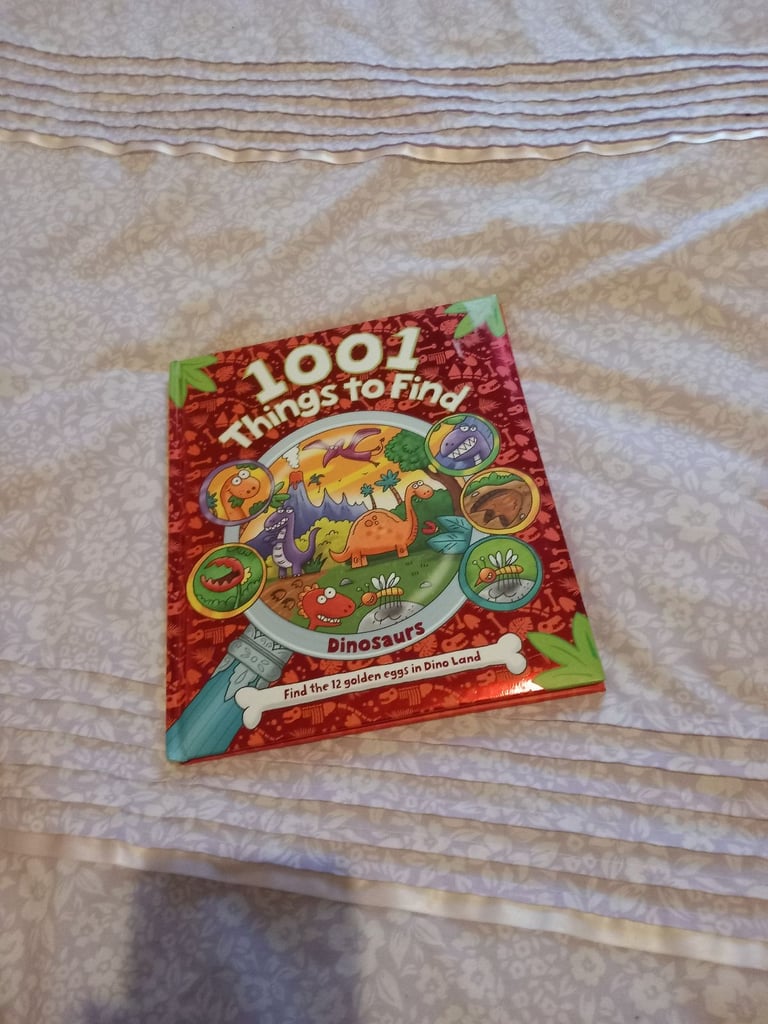 1001
Things to Find
Dinosaurs
Find the 12 golden eggs in Dino Land